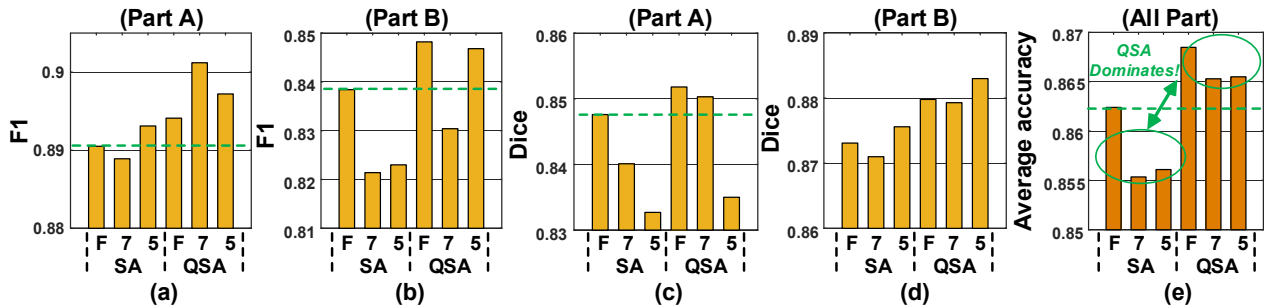 (Part A)
F1
0.9
0.89
0.88
F 7 5 F 7 5
SA QSA
(a)
(Part B)
F1
0.85
0.84
0.83
0.82
0.81
F 7 5 F 7 5
SA QSA
(b)
(Part A)
Dice
0.86
0.85
0.84
0.83
F 7 5 F 7 5
SA QSA
(c)
(Part B)
Dice
0.89
0.88
0.87
0.86
F 7 5 F 7 5
SA QSA
(d)
(All Part)
Average accuracy
0.87
0.865
0.86
0.855
0.85
QSA
Dominates!
F 7 5 F 7 5
SA QSA
(e)